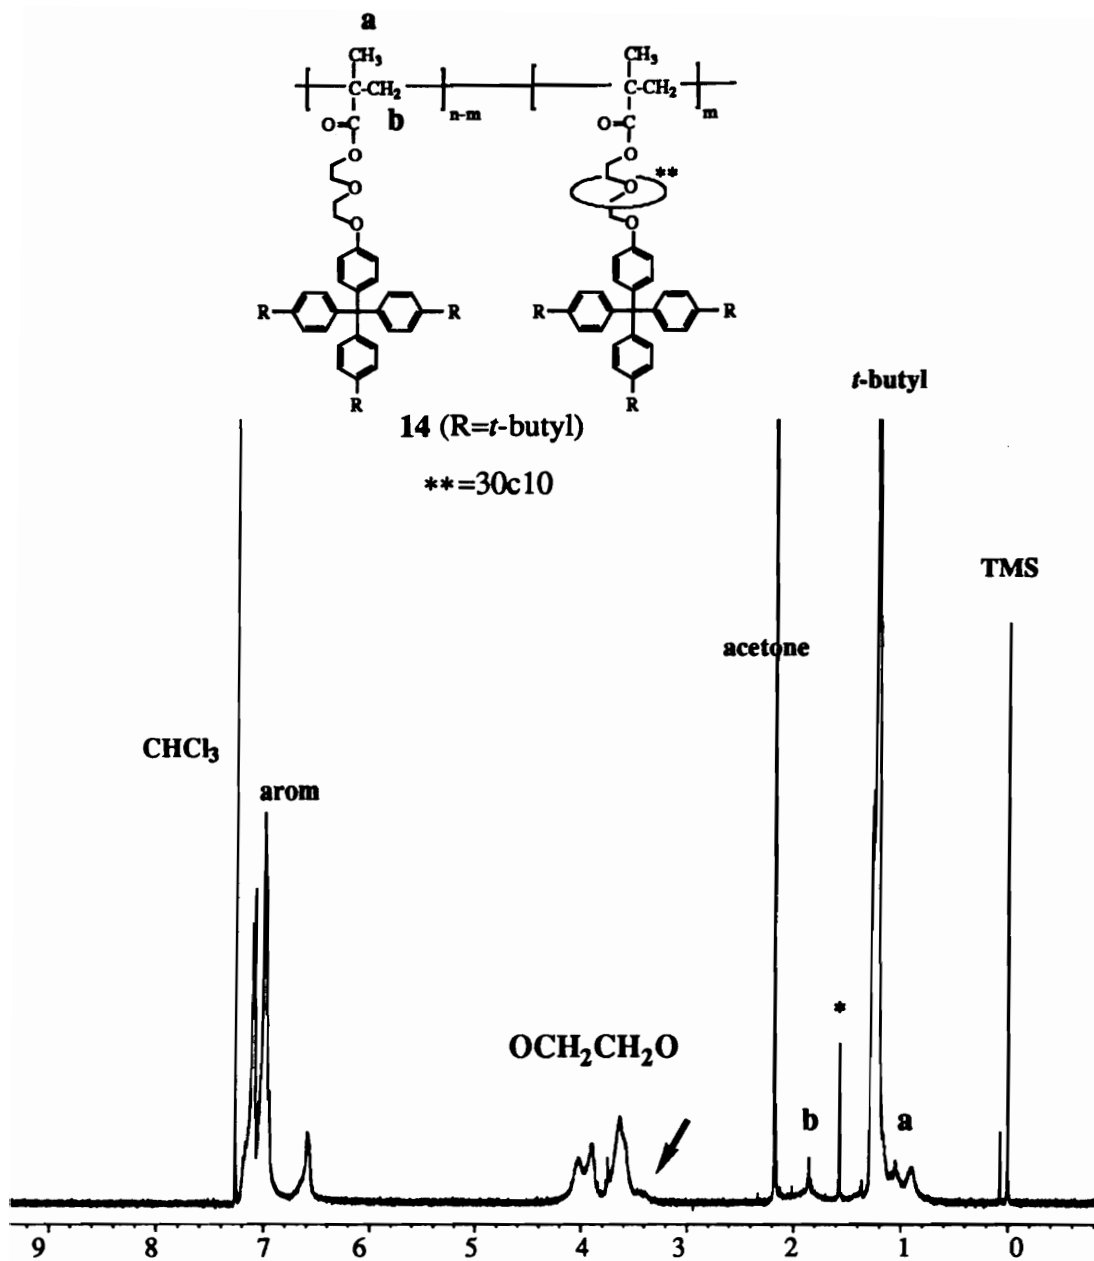 a
CH₃ CH₃
C-CH₂ C-CH₂
n-m m
b
O=C O=C
O O
**
O O
O O
R R R R
R R
t-butyl
14 (R=t-butyl)
**=30c10
TMS
acetone
CHCl₃
arom
*
OCH₂CH₂O
b a
9 8 7 6 5 4 3 2 1 0